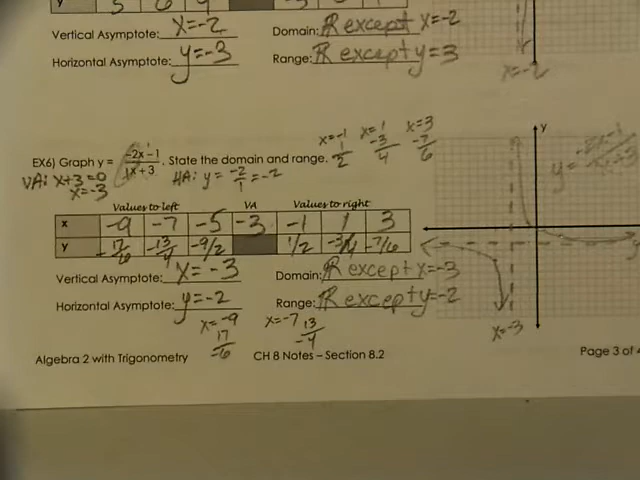 y 5 6 9
Vertical Asymptote: x=-2 Domain: ℝ except x=-2
Horizontal Asymptote: y=-3 Range: ℝ except y=3
x=-2
x=-1 x=1 x=3
1/2 -3/4 -7/6
EX6) Graph y = -2x-1/1x+3. State the domain and range.
VA: x+3=0 HA: y = -2/1 = -2
x=-3
Values to left VA Values to right
x -9 -7 -5 -3 -1 1 3
y -17/6 -13/4 -9/2 1/2 -3/4 -7/6
Vertical Asymptote: x = -3 Domain: ℝ except x=-3
Horizontal Asymptote: y=-2 Range: ℝ except y=-2
x=-9 x=-7
17/-6 13/-4
y
y = -2x-1
x=-3
Algebra 2 with Trigonometry CH 8 Notes – Section 8.2 Page 3 of 4